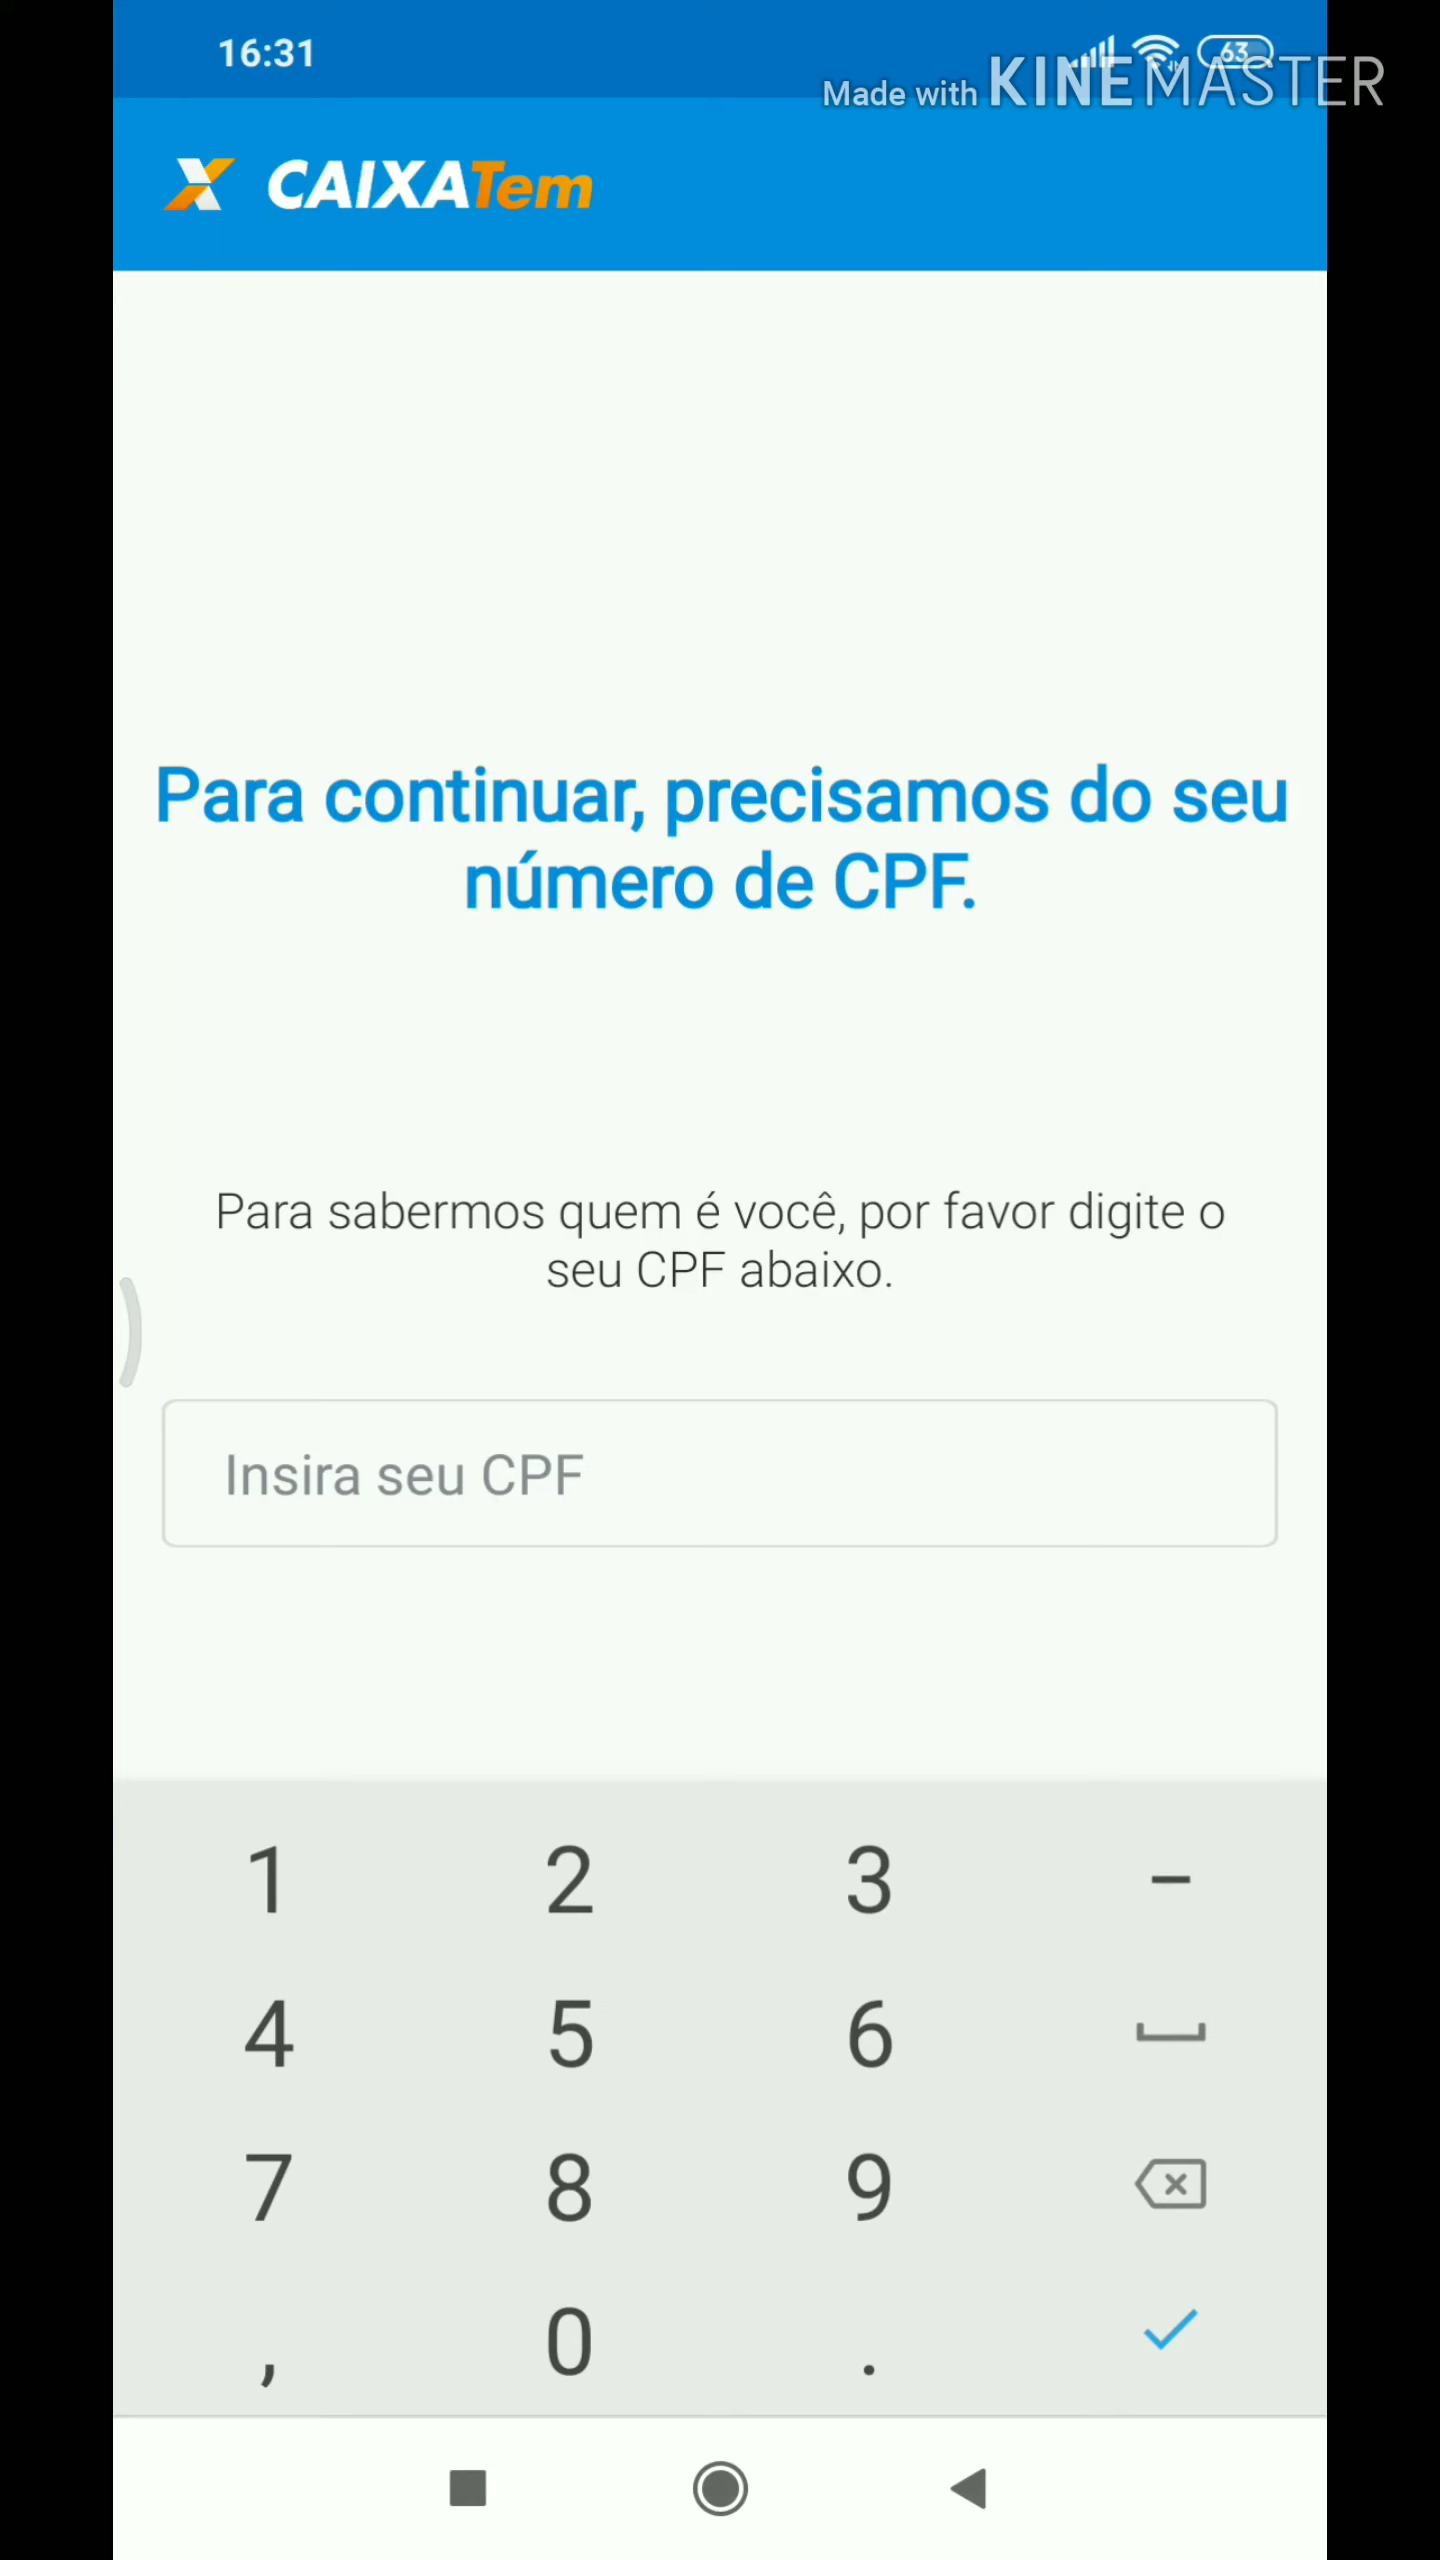 16:31
63
Made with KINEMASTER
CAIXATem
Para continuar, precisamos do seu
número de CPF.
Para sabermos quem é você, por favor digite o
seu CPF abaixo.
Insira seu CPF
1 2 3 –
4 5 6
7 8 9
, 0 .